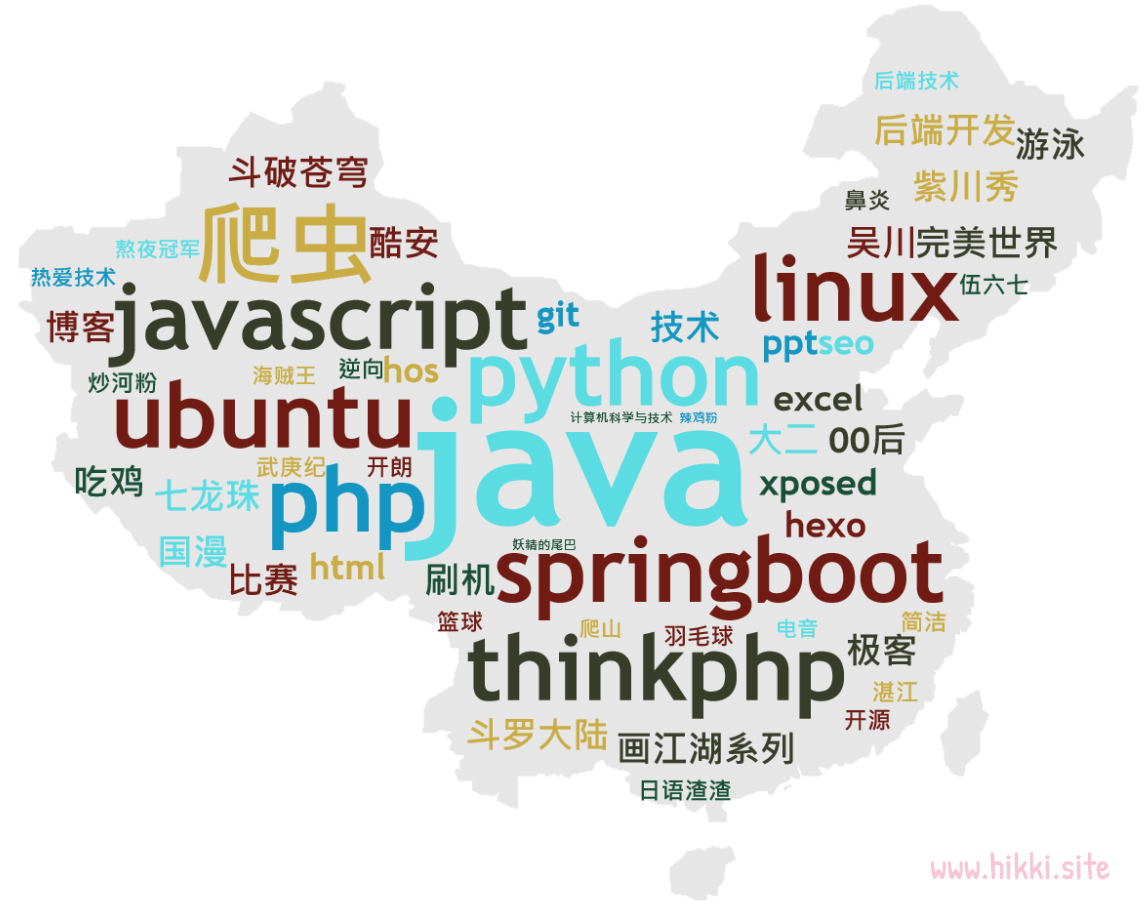 后端技术
后端开发
游泳
斗破苍穹
紫川秀
鼻炎
爬虫
酷安
熬夜冠军
吴川
完美世界
热爱技术
linux
伍六七
javascript
博客
git
技术
ppt
seo
python
海贼王
逆向
hos
炒河粉
ubuntu
excel
计算机科学与技术
辣鸡粉
java
大二
00后
武庚纪
开朗
吃鸡
七龙珠
php
xposed
hexo
国漫
妖精的尾巴
html
比赛
刷机
springboot
篮球
爬山
羽毛球
电音
简洁
thinkphp
极客
湛江
开源
斗罗大陆
画江湖系列
日语渣渣
www.hikki.site